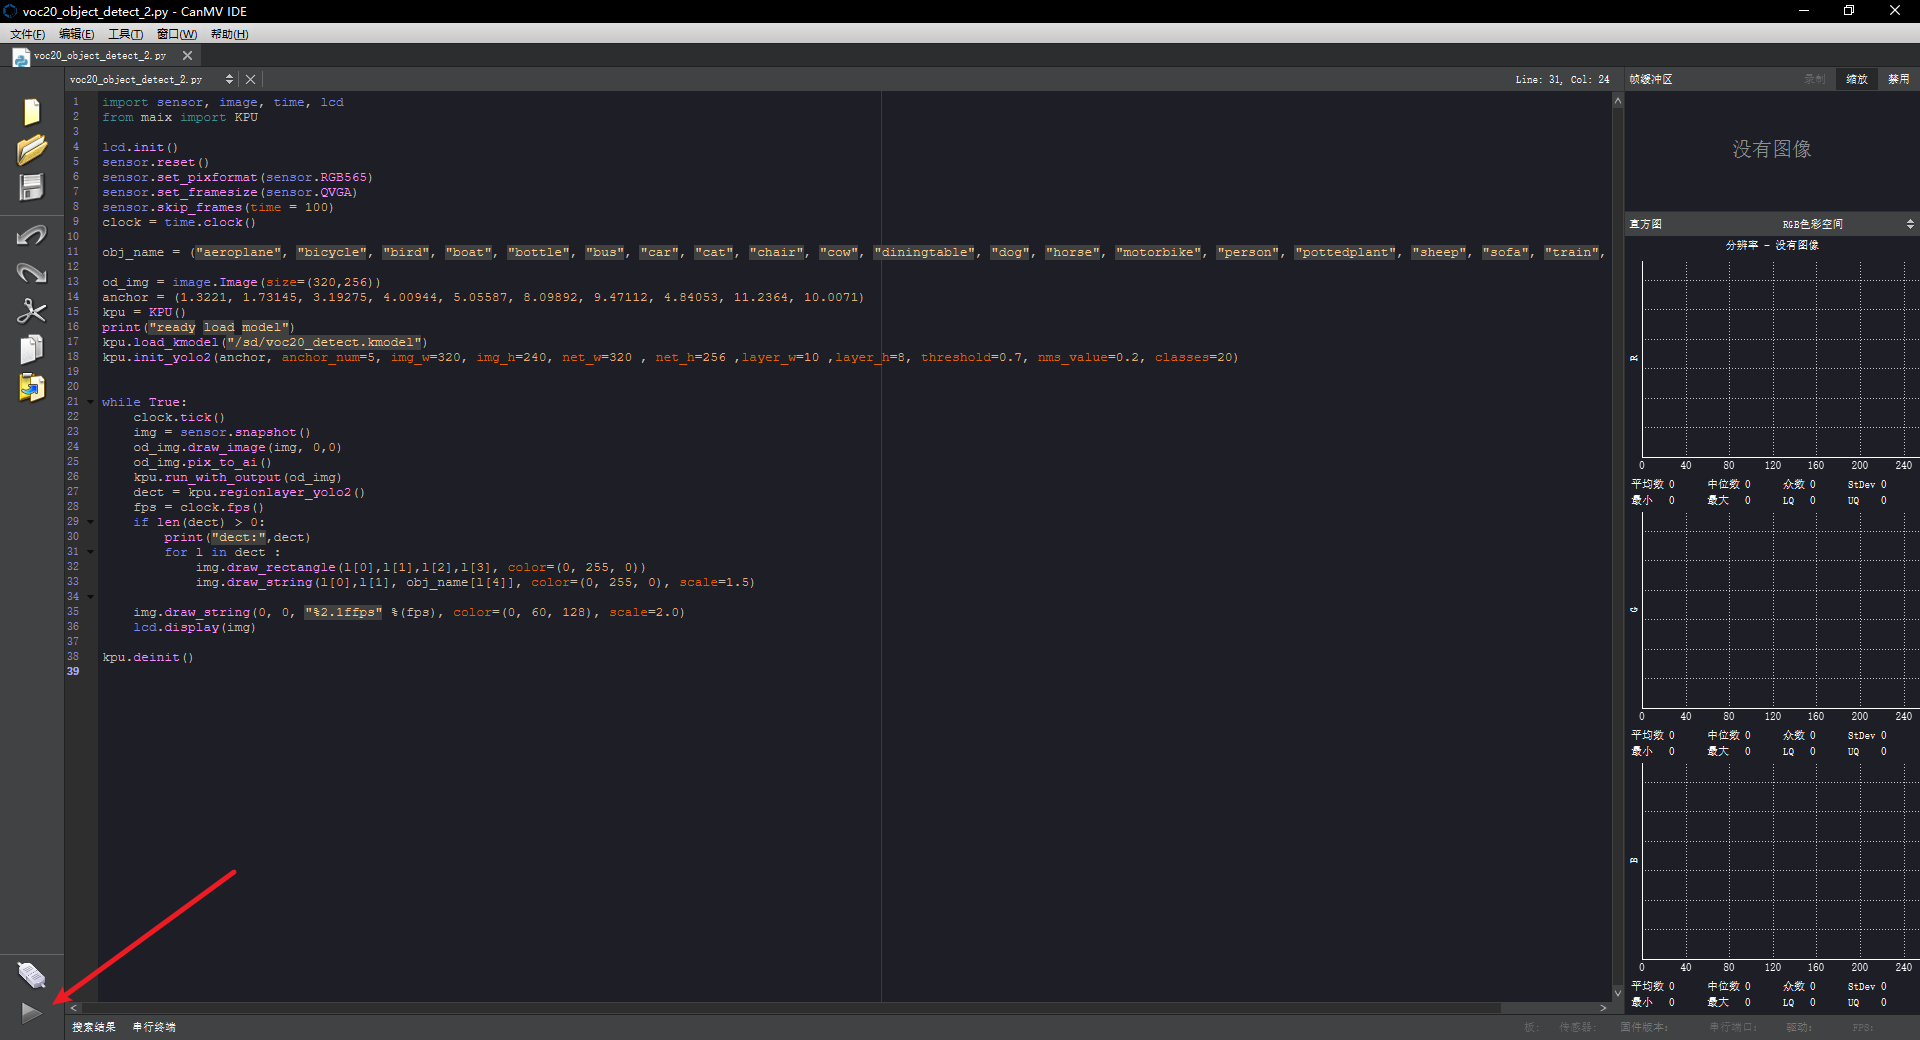 voc20_object_detect_2.py - CanMV IDE
文件(F) 编辑(E) 工具(T) 窗口(W) 帮助(H)
voc20_object_detect_2.py
voc20_object_detect_2.py Line: 31, Col: 24 帧缓冲区 录制 缩放 禁用
1 import sensor, image, time, lcd
2 from maix import KPU
3
4 lcd.init()
5 sensor.reset()
6 sensor.set_pixformat(sensor.RGB565)
7 sensor.set_framesize(sensor.QVGA)
8 sensor.skip_frames(time = 100)
9 clock = time.clock()
10
11 obj_name = ("aeroplane", "bicycle", "bird", "boat", "bottle", "bus", "car", "cat", "chair", "cow", "diningtable", "dog", "horse", "motorbike", "person", "pottedplant", "sheep", "sofa", "train",
12
13 od_img = image.Image(size=(320,256))
14 anchor = (1.3221, 1.73145, 3.19275, 4.00944, 5.05587, 8.09892, 9.47112, 4.84053, 11.2364, 10.0071)
15 kpu = KPU()
16 print("ready load model")
17 kpu.load_kmodel("/sd/voc20_detect.kmodel")
18 kpu.init_yolo2(anchor, anchor_num=5, img_w=320, img_h=240, net_w=320 , net_h=256 ,layer_w=10 ,layer_h=8, threshold=0.7, nms_value=0.2, classes=20)
19
20
21 while True:
22 clock.tick()
23 img = sensor.snapshot()
24 od_img.draw_image(img, 0,0)
25 od_img.pix_to_ai()
26 kpu.run_with_output(od_img)
27 dect = kpu.regionlayer_yolo2()
28 fps = clock.fps()
29 if len(dect) > 0:
30 print("dect:",dect)
31 for l in dect :
32 img.draw_rectangle(l[0],l[1],l[2],l[3], color=(0, 255, 0))
33 img.draw_string(l[0],l[1], obj_name[l[4]], color=(0, 255, 0), scale=1.5)
34
35 img.draw_string(0, 0, "%2.1ffps" %(fps), color=(0, 60, 128), scale=2.0)
36 lcd.display(img)
37
38 kpu.deinit()
39
没有图像
直方图 RGB色彩空间
分辨率 - 没有图像
R
0 40 80 120 160 200 240
平均数 0 中位数 0 众数 0 StDev 0
最小 0 最大 0 LQ 0 UQ 0
G
0 40 80 120 160 200 240
平均数 0 中位数 0 众数 0 StDev 0
最小 0 最大 0 LQ 0 UQ 0
B
0 40 80 120 160 200 240
平均数 0 中位数 0 众数 0 StDev 0
最小 0 最大 0 LQ 0 UQ 0
搜索结果 串行终端 板: 传感器: 固件版本: 串行端口: 驱动: FPS: